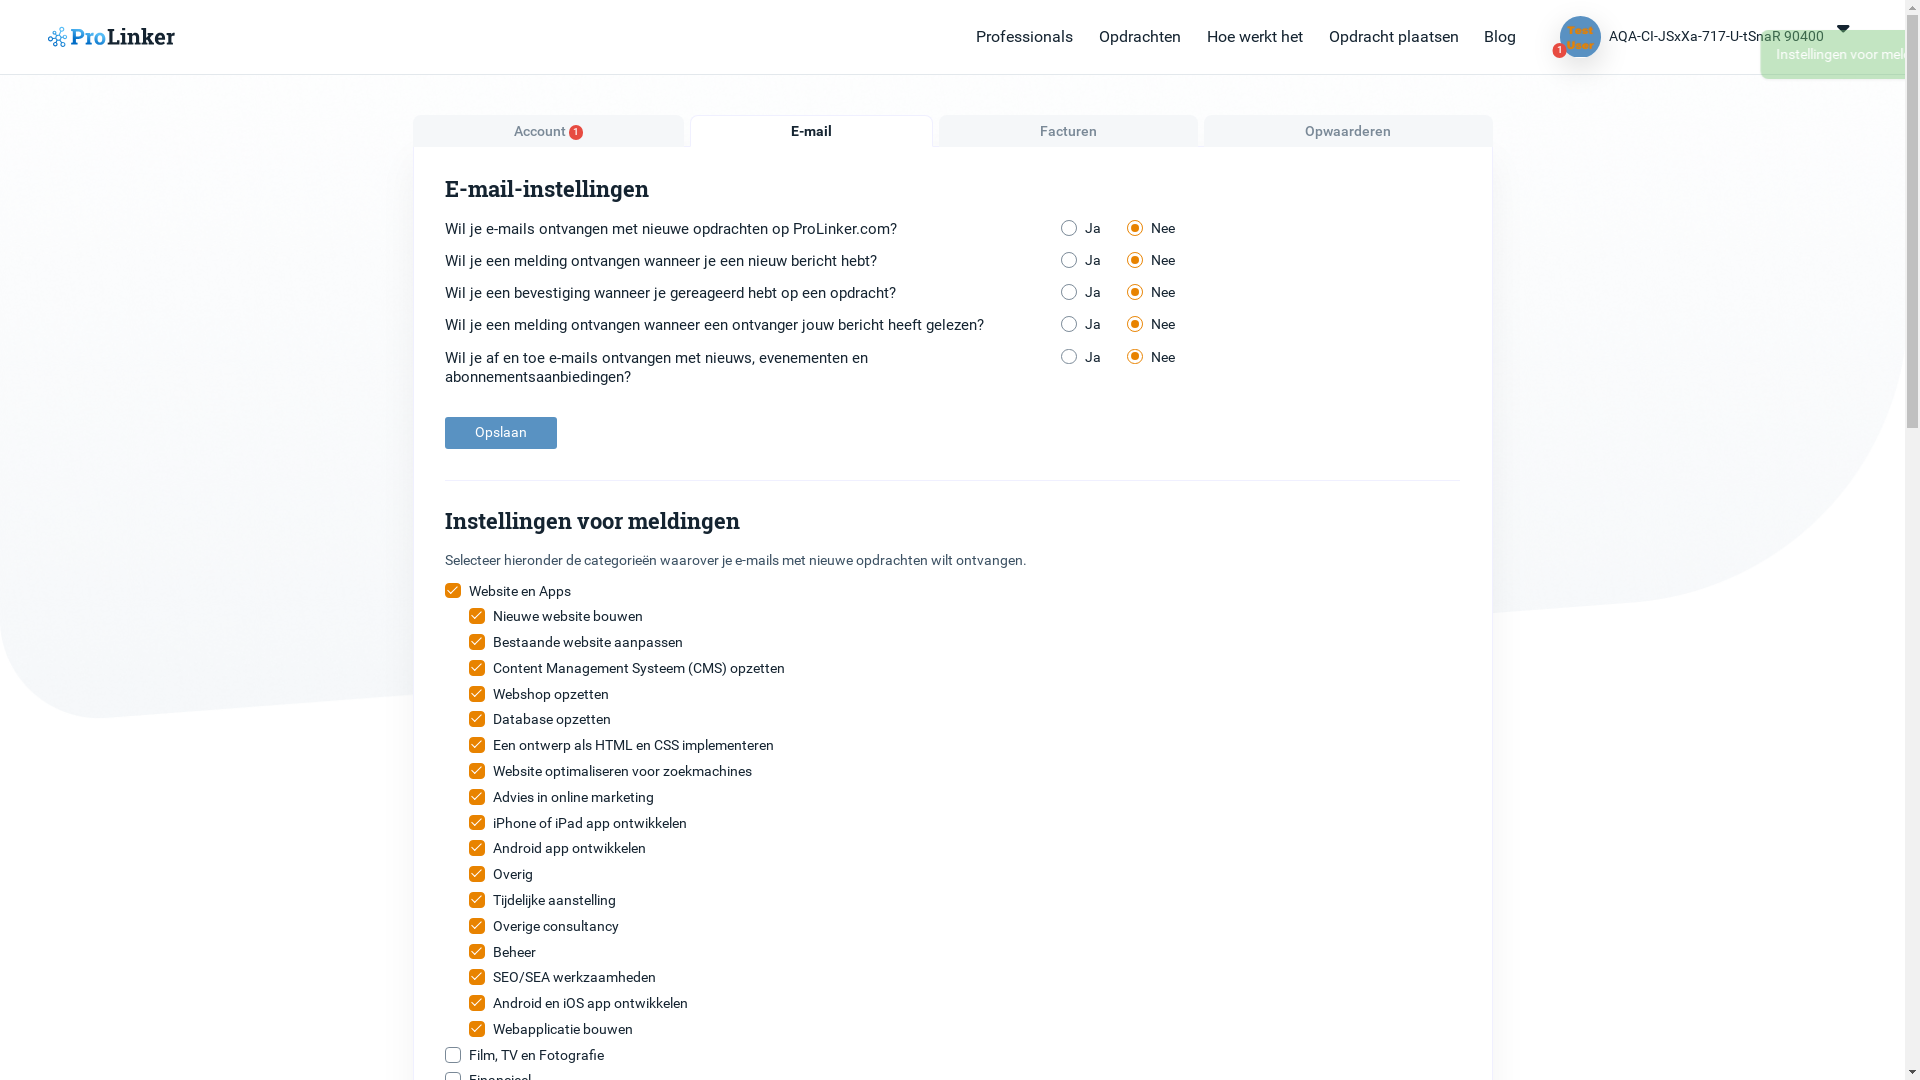 ProLinker
Professionals
Opdrachten
Hoe werkt het
Opdracht plaatsen
Blog
Test
User
1
AQA-CI-JSxXa-717-U-tSnaR 90400
Instellingen voor
Account 1
E-mail
Facturen
Opwaarderen
E-mail-instellingen
Wil je e-mails ontvangen met nieuwe opdrachten op ProLinker.com? Ja Nee
Wil je een melding ontvangen wanneer je een nieuw bericht hebt? Ja Nee
Wil je een bevestiging wanneer je gereageerd hebt op een opdracht? Ja Nee
Wil je een melding ontvangen wanneer een ontvanger jouw bericht heeft gelezen? Ja Nee
Wil je af en toe e-mails ontvangen met nieuws, evenementen en Ja Nee
abonnementsaanbiedingen?
Opslaan
Instellingen voor meldingen
Selecteer hieronder de categorieën waarover je e-mails met nieuwe opdrachten wilt ontvangen.
Website en Apps
Nieuwe website bouwen
Bestaande website aanpassen
Content Management Systeem (CMS) opzetten
Webshop opzetten
Database opzetten
Een ontwerp als HTML en CSS implementeren
Website optimaliseren voor zoekmachines
Advies in online marketing
iPhone of iPad app ontwikkelen
Android app ontwikkelen
Overig
Tijdelijke aanstelling
Overige consultancy
Beheer
SEO/SEA werkzaamheden
Android en iOS app ontwikkelen
Webapplicatie bouwen
Film, TV en Fotografie
Financieel